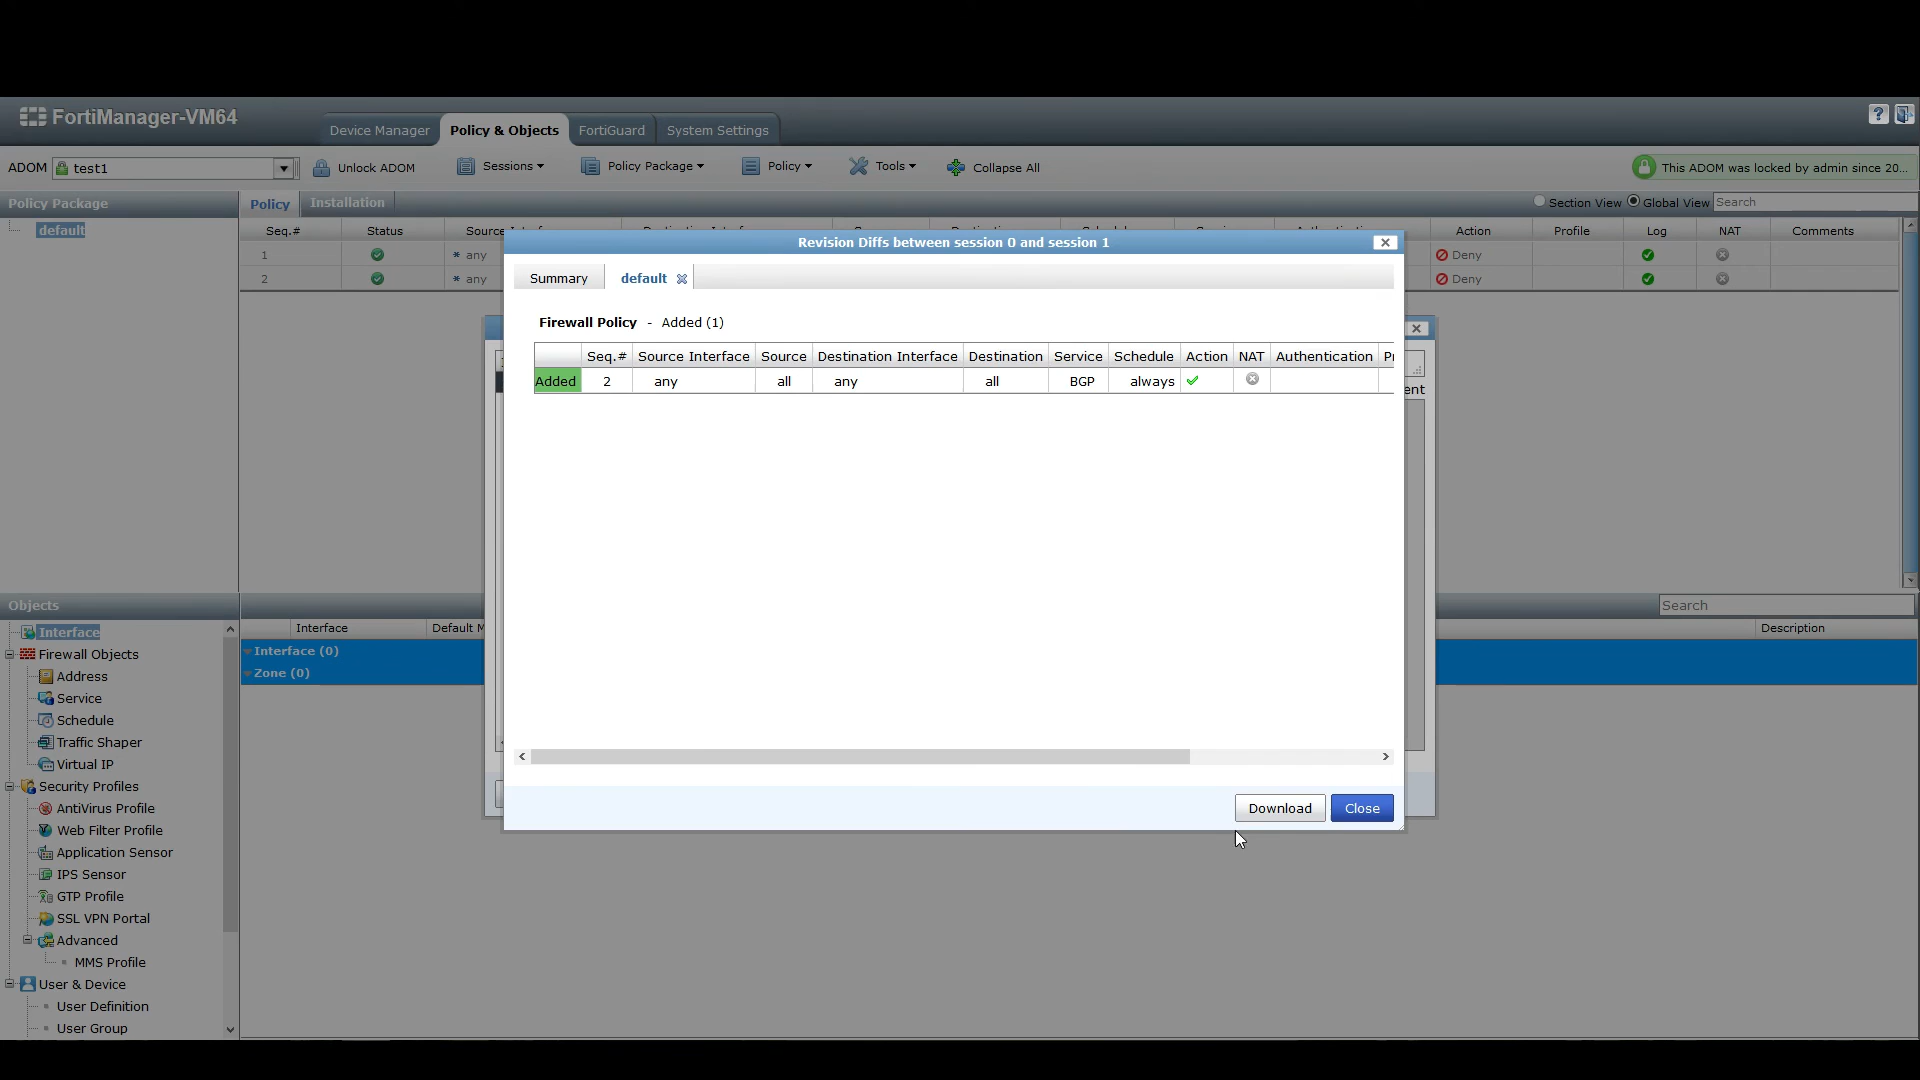 FortiManager-VM64
Device Manager
Policy & Objects
FortiGuard
System Settings
ADOM
test1
Unlock ADOM
Sessions
Policy Package
Policy
Tools
Collapse All
This ADOM was locked by admin since 20...
Policy Package
Policy
Installation
Section View
Global View
Search
default
Seq.# Status Action Profile Log NAT Comments
1 * any Deny
2 * any Deny
Revision Diffs between session 0 and session 1
Summary
default
Firewall Policy - Added (1)
Seq.# Source Interface Source Destination Interface Destination Service Schedule Action NAT Authentication
Added 2 any all any all BGP always
Download
Close
Objects
Search
Interface
Firewall Objects
Address
Service
Schedule
Traffic Shaper
Virtual IP
Security Profiles
AntiVirus Profile
Web Filter Profile
Application Sensor
IPS Sensor
GTP Profile
SSL VPN Portal
Advanced
MMS Profile
User & Device
User Definition
User Group
Interface Default M Description
Interface (0)
Zone (0)